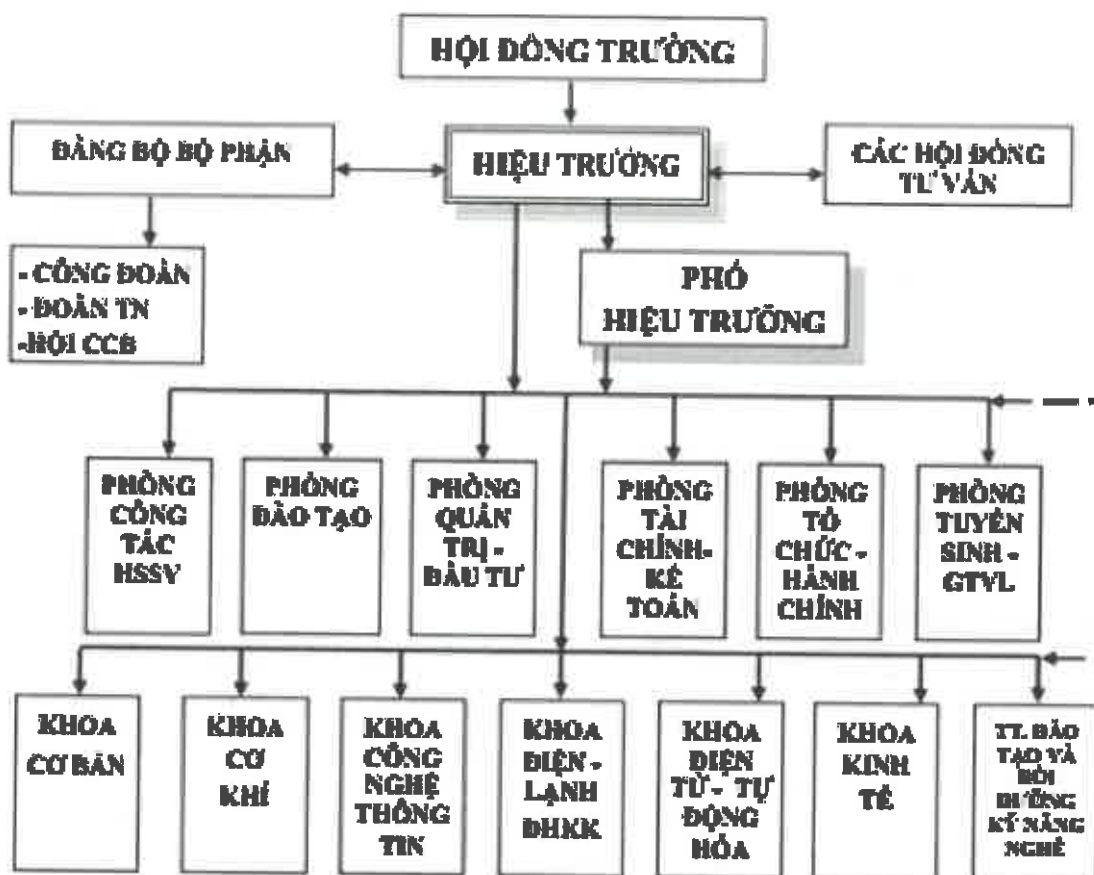 HỘI ĐỒNG TRƯỜNG
ĐẢNG BỘ BỘ PHẬN
HIỆU TRƯỞNG
CÁC HỘI ĐỒNG
TƯ VẤN
- CÔNG ĐOÀN
- ĐOÀN TN
-HỘI CCB
PHÓ
HIỆU TRƯỞNG
PHÒNG
CÔNG
TÁC
HSSV
PHÒNG
ĐÀO TẠO
PHÒNG
QUẢN
TRỊ -
ĐẦU TƯ
PHÒNG
TÀI
CHÍNH-
KẾ
TOÁN
PHÒNG
TỔ
CHỨC -
HÀNH
CHÍNH
PHÒNG
TUYỂN
SINH -
GTVL
KHOA
CƠ BẢN
KHOA
CƠ
KHÍ
KHOA
CÔNG
NGHỆ
THÔNG
TIN
KHOA
ĐIỆN -
LẠNH
ĐHKK
KHOA
ĐIỆN
TỬ - TỰ
ĐỘNG
HÓA
KHOA
KINH
TẾ
TT. ĐÀO
TẠO VÀ
BỒI
DƯỠNG
KỸ NĂNG
NGHỀ